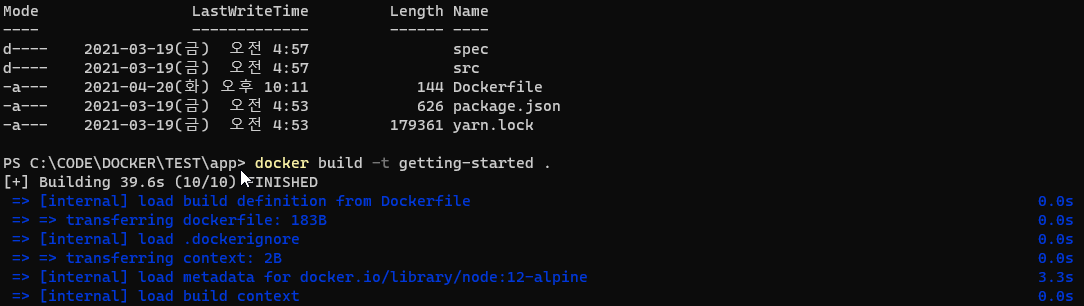 Mode                 LastWriteTime         Length Name
----                 -------------         ------ ----
d----     2021-03-19(금)  오전 4:57                spec
d----     2021-03-19(금)  오전 4:57                src
-a---     2021-04-20(화) 오후 10:11            144 Dockerfile
-a---     2021-03-19(금)  오전 4:53            626 package.json
-a---     2021-03-19(금)  오전 4:53         179361 yarn.lock
PS C:\CODE\DOCKER\TEST\app> docker build -t getting-started .
[+] Building 39.6s (10/10) FINISHED
=> [internal] load build definition from Dockerfile 0.0s
=> => transferring dockerfile: 183B 0.0s
=> [internal] load .dockerignore 0.0s
=> => transferring context: 2B 0.0s
=> [internal] load metadata for docker.io/library/node:12-alpine 3.3s
=> [internal] load build context 0.0s